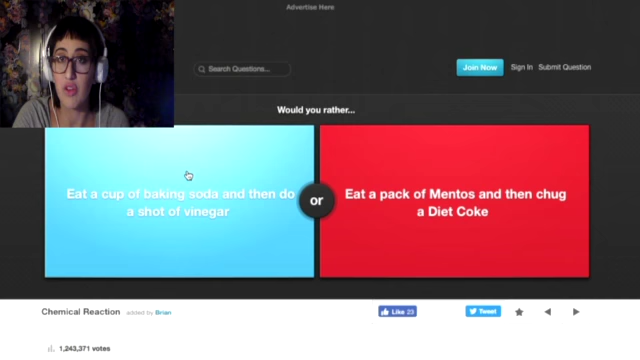 Advertise Here
Search Questions...
Join Now
Sign In
Submit Question
Would you rather...
Eat a cup of baking soda and then do
a shot of vinegar
or
Eat a pack of Mentos and then chug
a Diet Coke
Chemical Reaction
added by Brian
Like 23
Tweet
1,243,371 votes